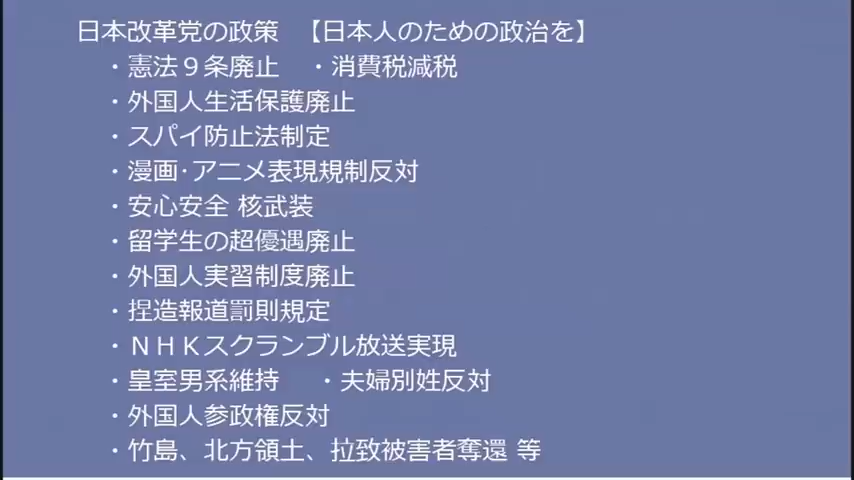 日本改革党の政策 【日本人のための政治を】
・憲法９条廃止 ・消費税減税
・外国人生活保護廃止
・スパイ防止法制定
・漫画･アニメ表現規制反対
・安心安全 核武装
・留学生の超優遇廃止
・外国人実習制度廃止
・捏造報道罰則規定
・ＮＨＫスクランブル放送実現
・皇室男系維持 ・夫婦別姓反対
・外国人参政権反対
・竹島、北方領土、拉致被害者奪還 等